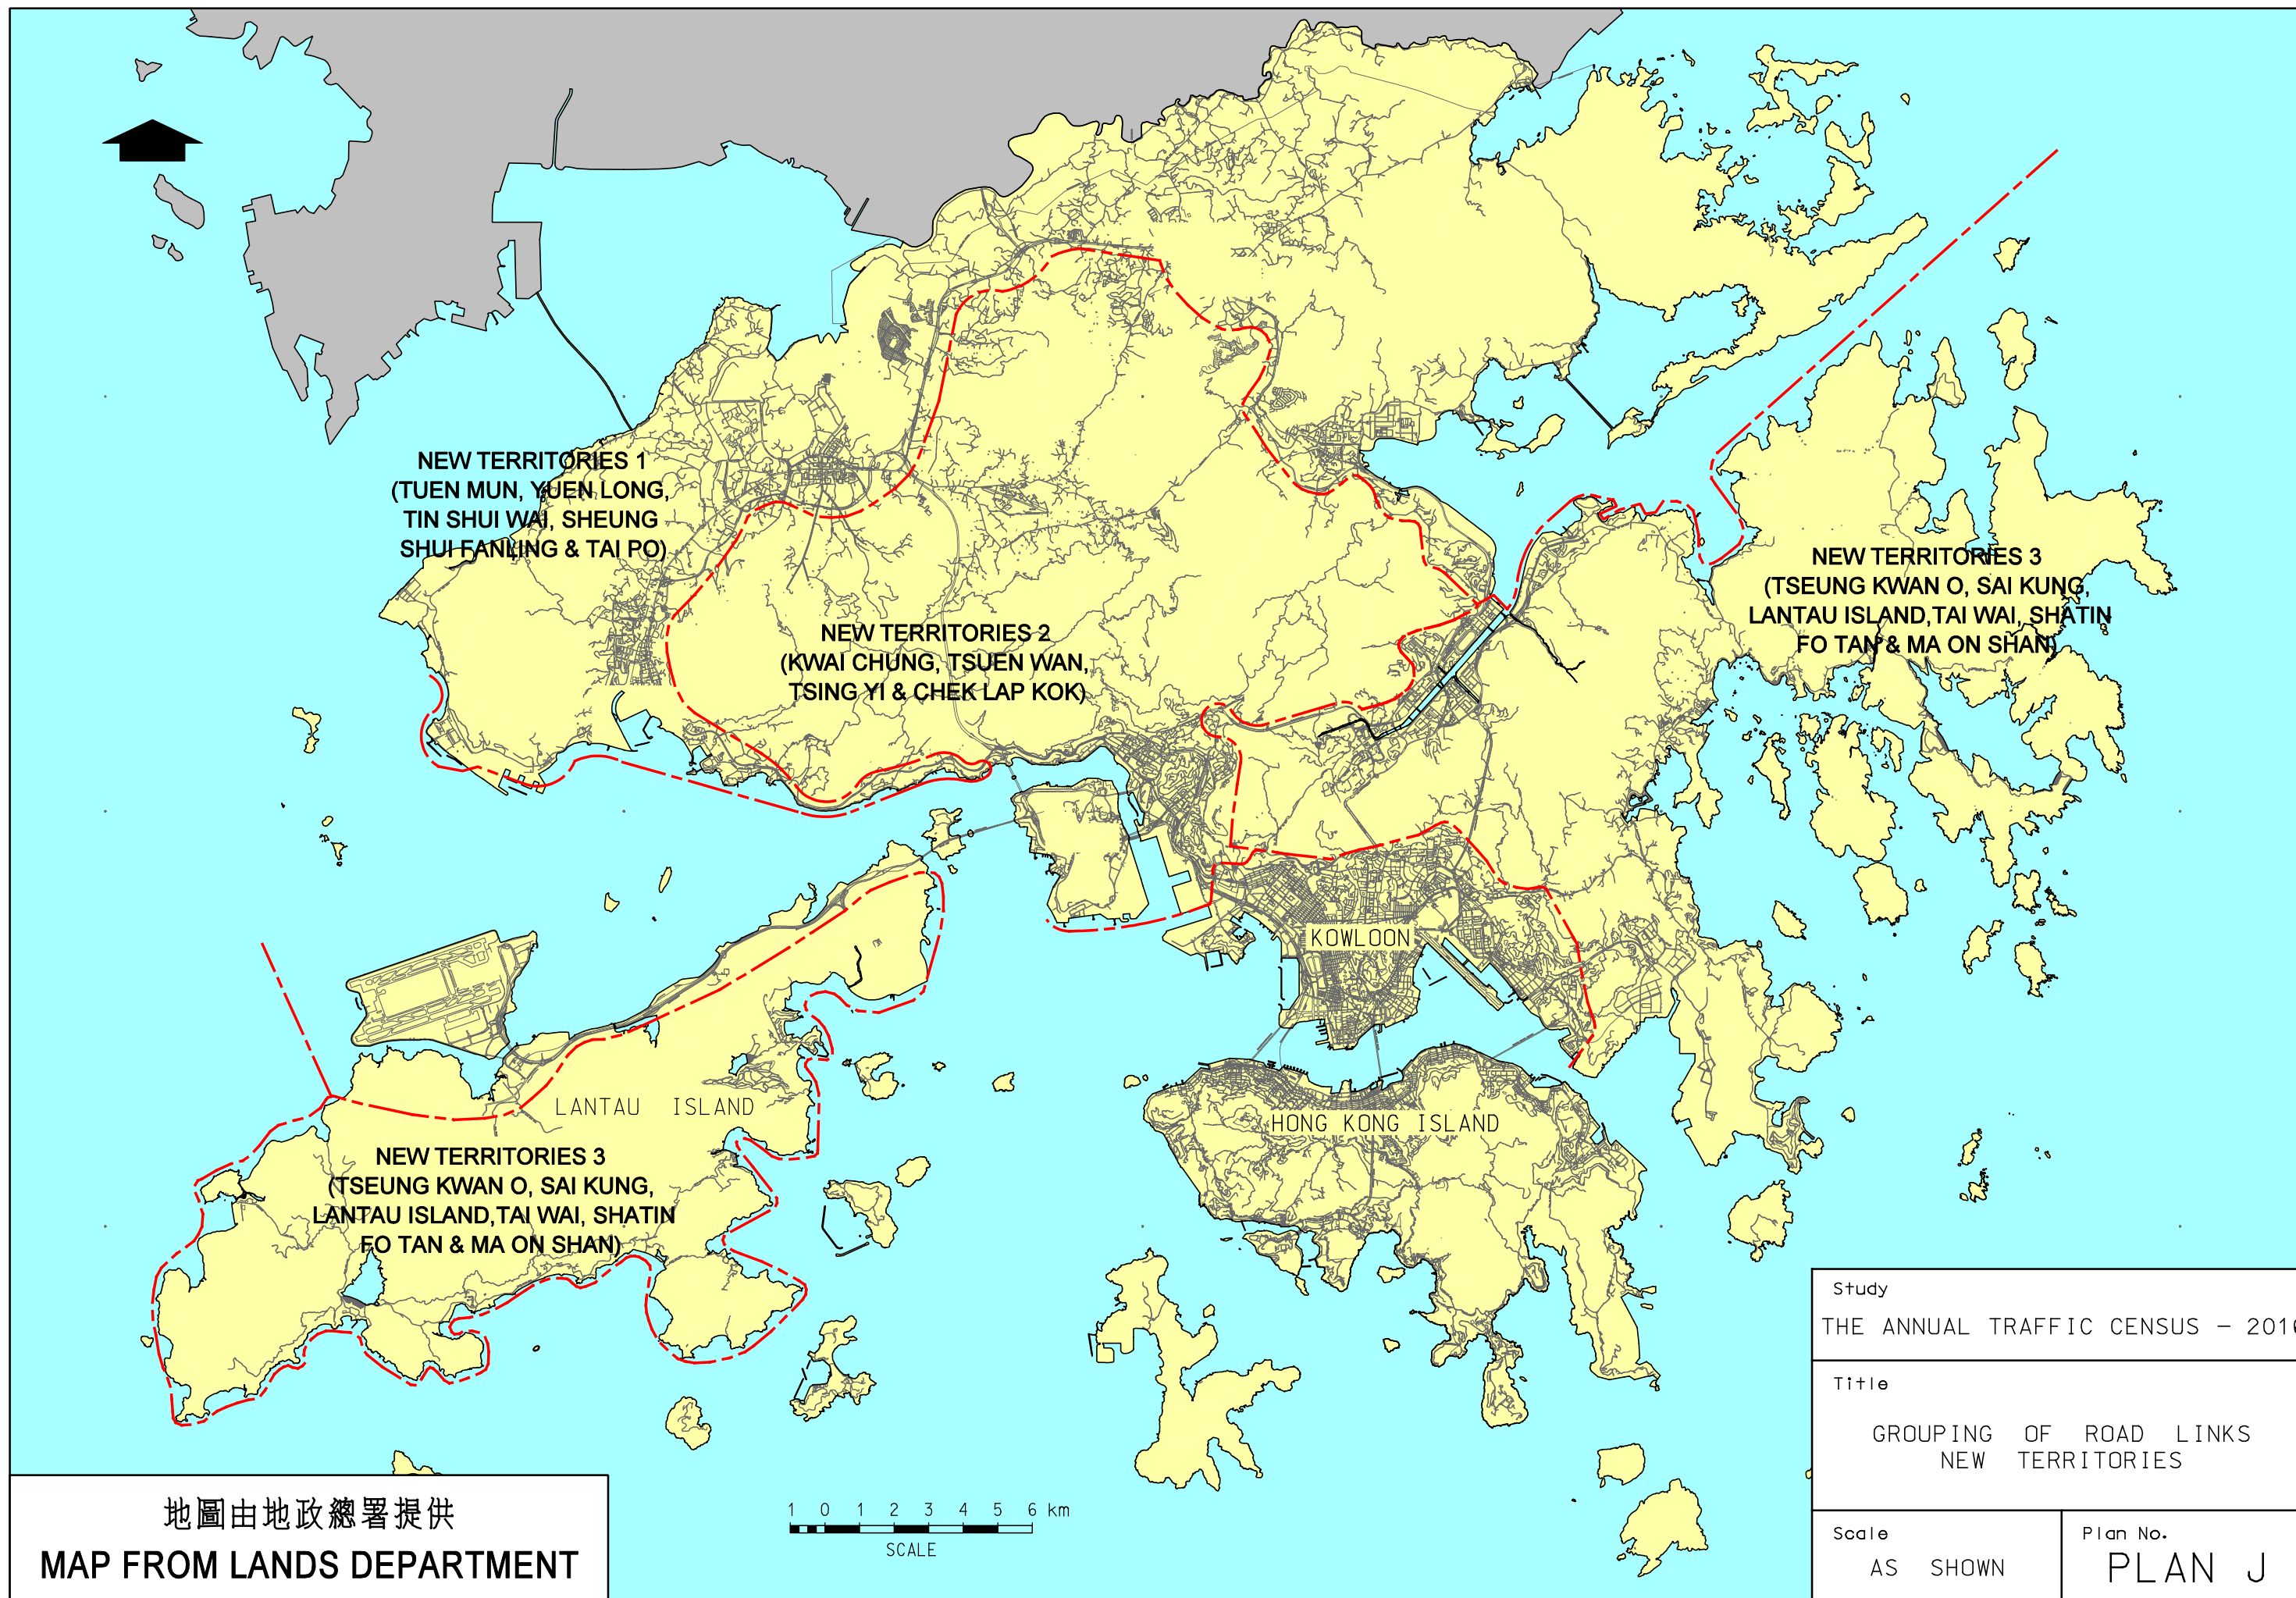 NEW TERRITORIES 1
(TUEN MUN, YUEN LONG,
TIN SHUI WAI, SHEUNG
SHUI FANLING & TAI PO)
NEW TERRITORIES 2
(KWAI CHUNG, TSUEN WAN,
TSING YI & CHEK LAP KOK)
NEW TERRITORIES 3
(TSEUNG KWAN O, SAI KUNG,
LANTAU ISLAND,TAI WAI, SHATIN
FO TAN & MA ON SHAN)
KOWLOON
LANTAU ISLAND
HONG KONG ISLAND
NEW TERRITORIES 3
(TSEUNG KWAN O, SAI KUNG,
LANTAU ISLAND,TAI WAI, SHATIN
FO TAN & MA ON SHAN)
Study
THE ANNUAL TRAFFIC CENSUS – 201
Title
GROUPING OF ROAD LINKS
NEW TERRITORIES
Scale
AS SHOWN
Plan No.
PLAN J
1 0 1 2 3 4 5 6 km
SCALE
地圖由地政總署提供
MAP FROM LANDS DEPARTMENT